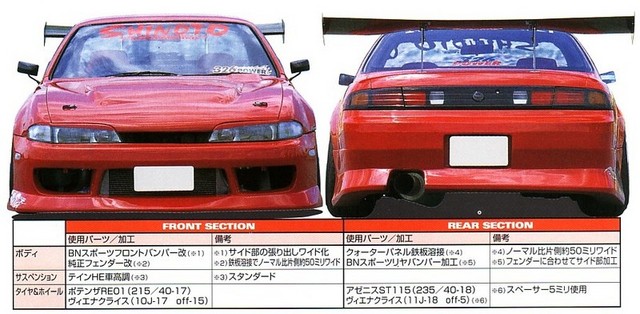 SHIROTO
326POWER
Shiroto
POWER
FRONT SECTION
REAR SECTION
使用パーツ／加工
備考
使用パーツ／加工
備考
ボディ
BNスポーツフロントバンパー改(※1)
純正フェンダー改(※2)
※1)サイド部の張り出しワイド化
※2)鉄板溶接でノーマル比片側約50ミリワイド
クォーターパネル鉄板溶接(※4)
BNスポーツリヤバンパー加工(※5)
※4)ノーマル比片側約50ミリワイド
※5)フェンダーに合わせてサイド部加工
サスペンション
テインHE車高調(※3)
※3)スタンダード
タイヤ&ホイール
ポテンザRE01(215／40-17)
ヴィエナクライス(10J-17 off-15)
アゼニスST115(235／40-18)
ヴィエナクライス(11J-18 off-5)(※6)
※6)スペーサー5ミリ使用